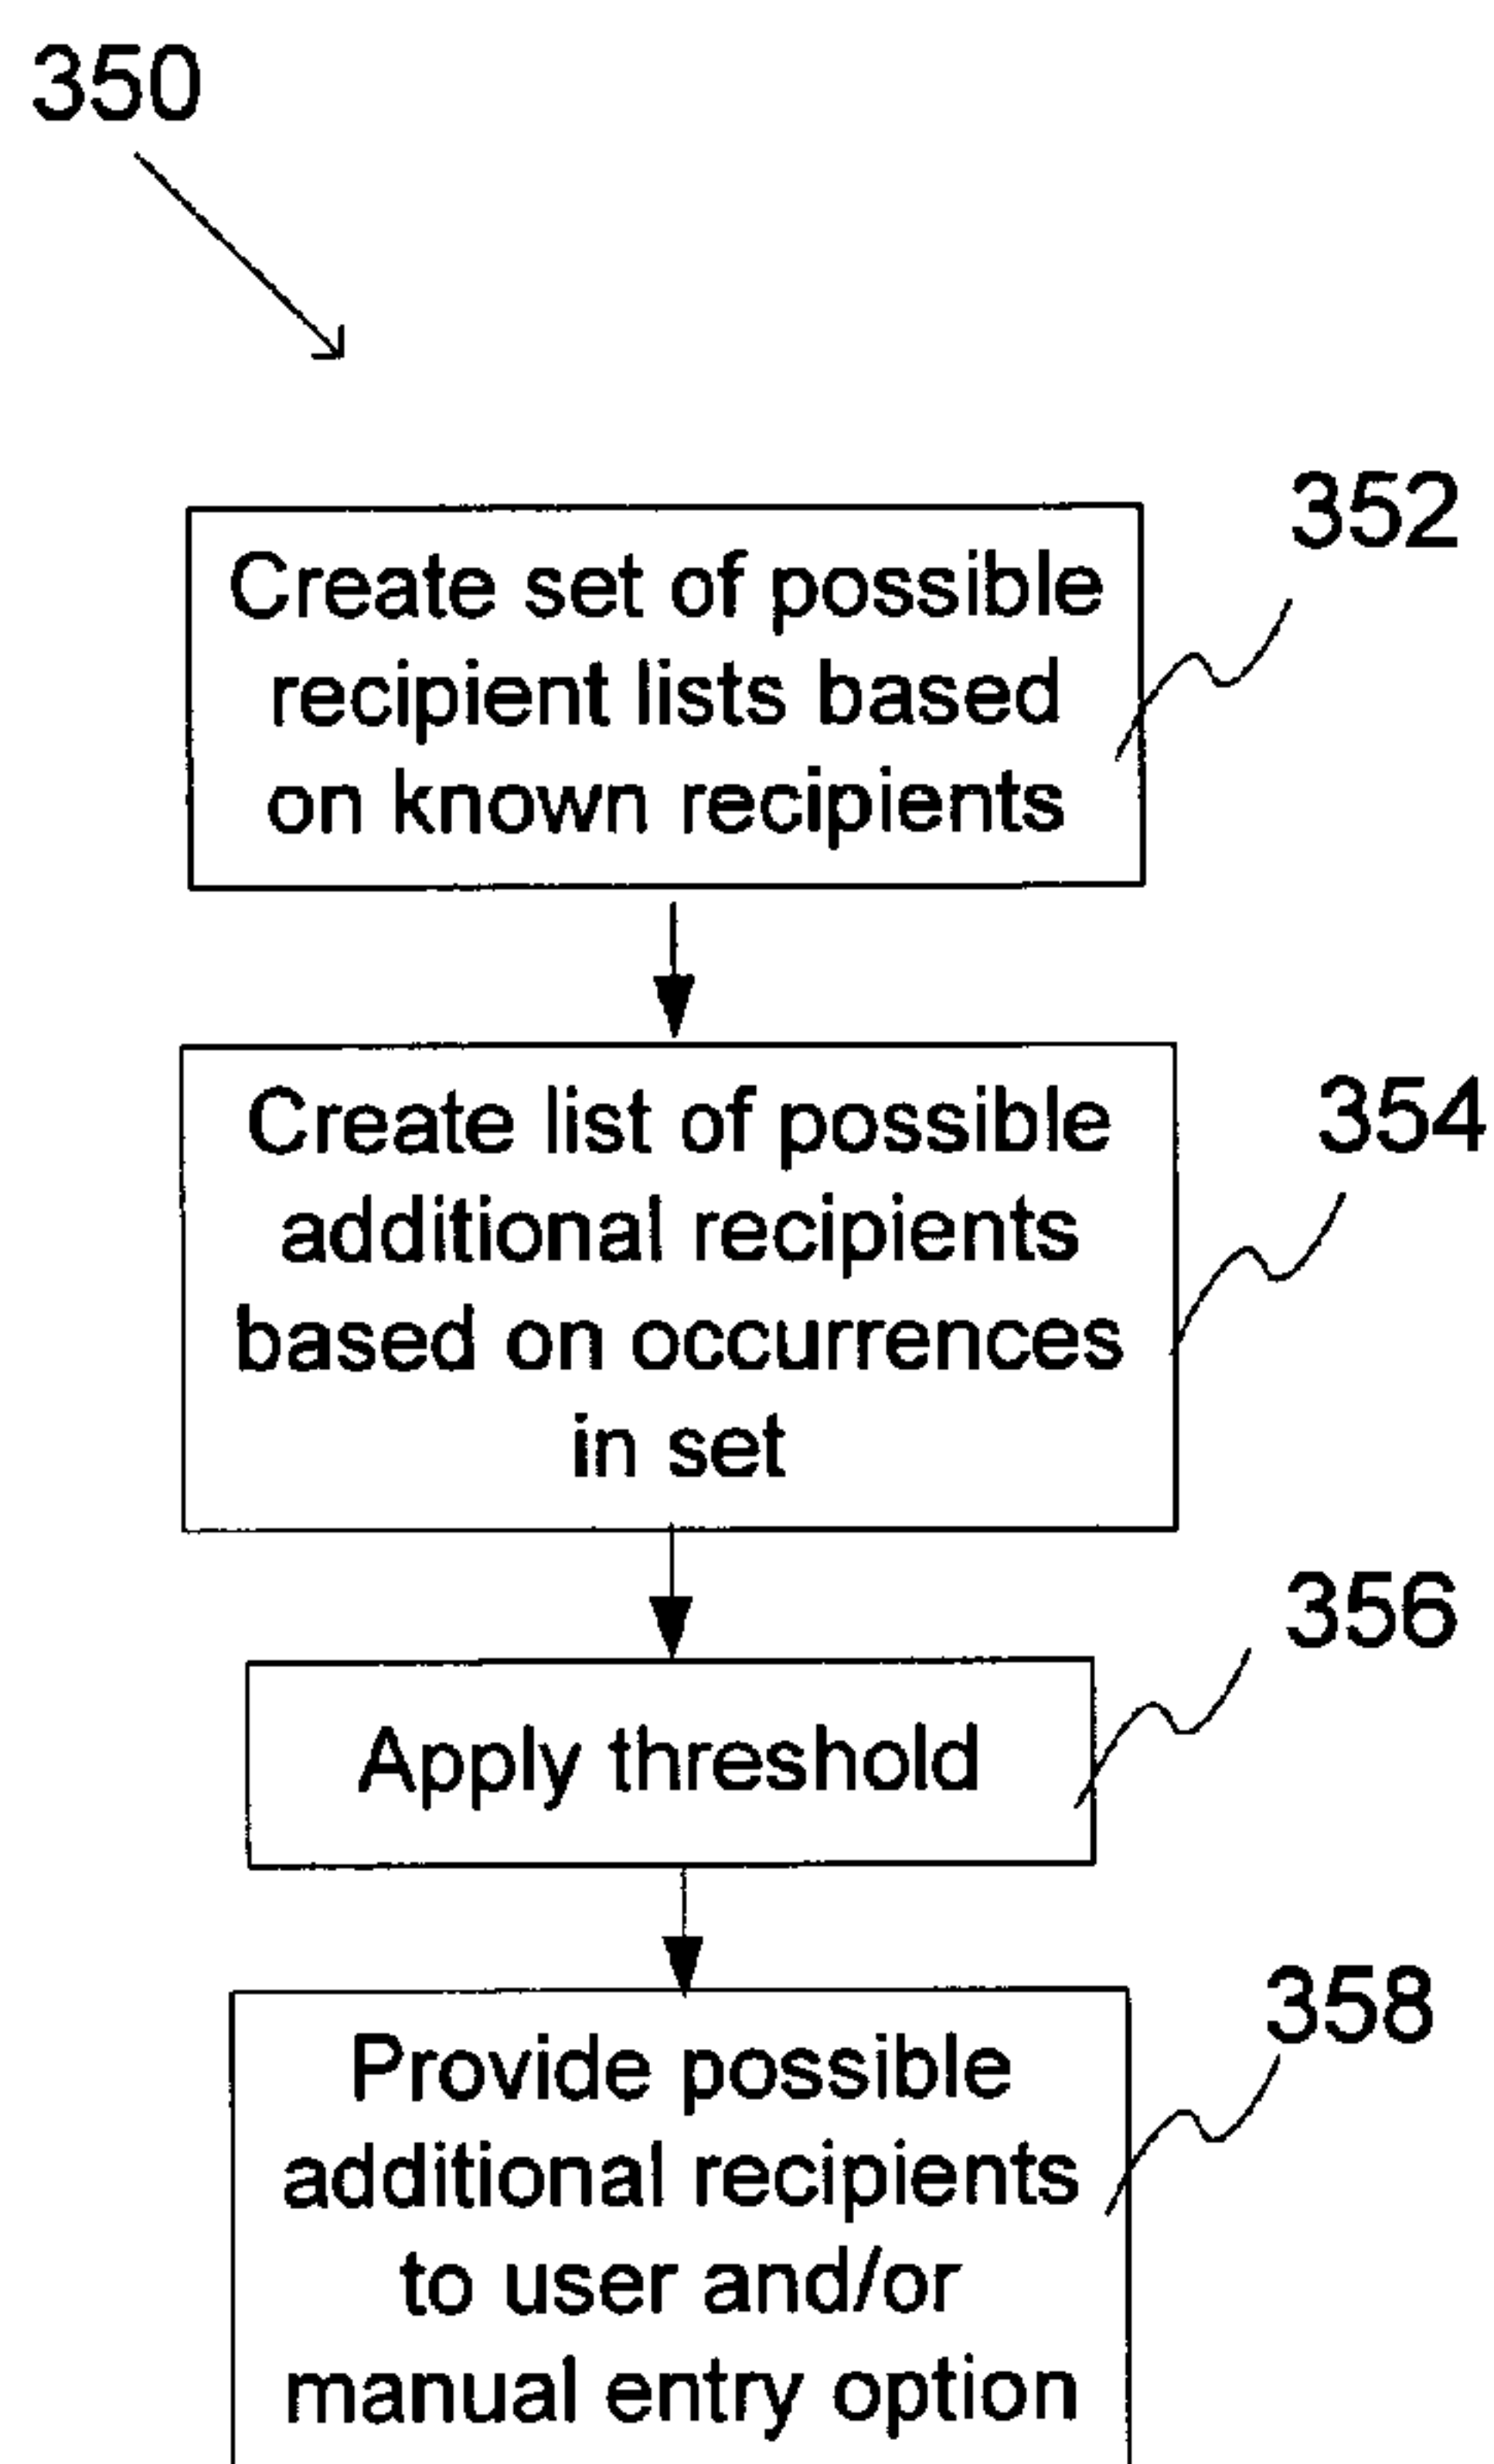 350
352
Create set of possible
recipient lists based
on known recipients
354
Create list of possible
additional recipients
based on occurrences
in set
356
Apply threshold
358
Provide possible
additional recipients
to user and/or
manual entry option